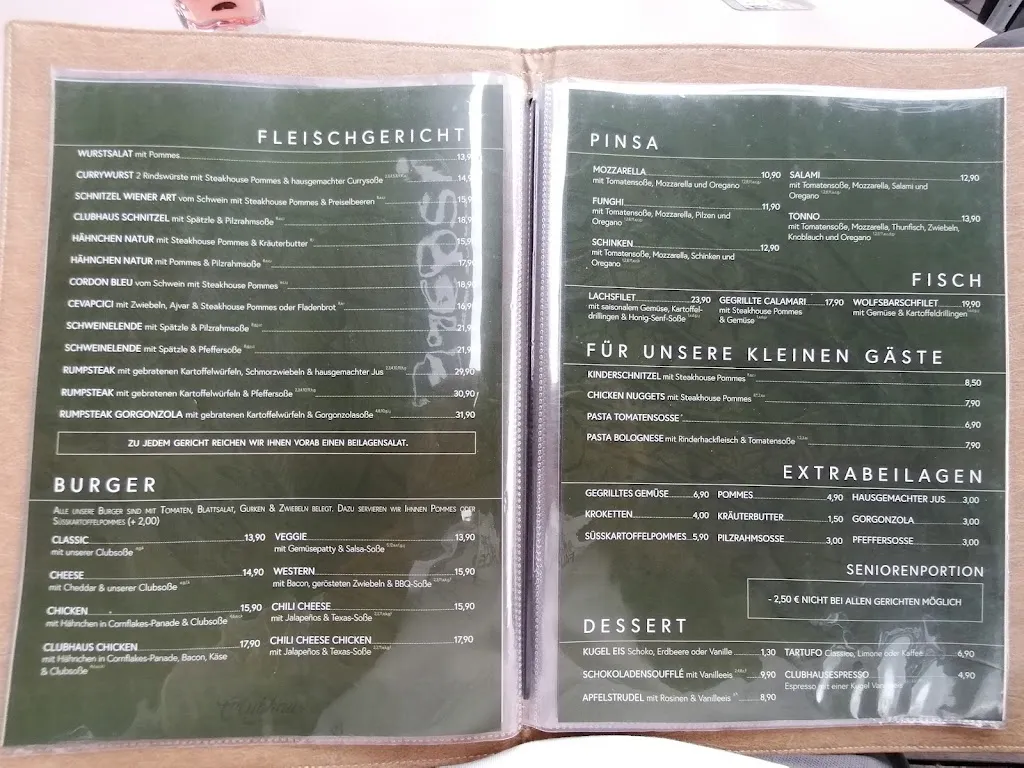 FLEISCHGERICHT
WURSTSALAT mit Pommes 13,9
CURRYWURST 2 Rindswürste mit Steakhouse Pommes & hausgemachter Currysoße 14,
SCHNITZEL WIENER ART vom Schwein mit Steakhouse Pommes & Preiselbeeren 15,9
CLUBHAUS SCHNITZEL mit Spätzle & Pilzrahmsoße 18,9
HÄHNCHEN NATUR mit Steakhouse Pommes & Kräuterbutter 15,9
HÄHNCHEN NATUR mit Pommes & Pilzrahmsoße 17,9
CORDON BLEU vom Schwein mit Steakhouse Pommes 18,9
CEVAPCICI mit Zwiebeln, Ajvar & Steakhouse Pommes oder Fladenbrot 16,9
SCHWEINELENDE mit Spätzle & Pilzrahmsoße 21,9
SCHWEINELENDE mit Spätzle & Pfeffersoße 21,9
RUMPSTEAK mit gebratenen Kartoffelwürfeln, Schmorzwiebeln & hausgemachter Jus 29,90
RUMPSTEAK mit gebratenen Kartoffelwürfeln & Pfeffersoße 30,90
RUMPSTEAK GORGONZOLA mit gebratenen Kartoffelwürfeln & Gorgonzolasoße 31,90
ZU JEDEM GERICHT REICHEN WIR IHNEN VORAB EINEN BEILAGENSALAT.
BURGER
ALLE UNSERE BURGER SIND MIT TOMATEN, BLATTSALAT, GURKEN & ZWIEBELN BELEGT. DAZU SERVIEREN WIR IHNNEN POMMES ODER
SÜSSKARTOFFELPOMMES (+ 2,00)
CLASSIC 13,90
mit unserer Clubsoße
CHEESE 14,90
mit Cheddar & unserer Clubsoße
CHICKEN 15,90
mit Hähnchen in Cornflakes-Panade & Clubsoße
CLUBHAUS CHICKEN 17,90
mit Hähnchen in Cornflakes-Panade, Bacon, Käse
& Clubsoße
VEGGIE 13,90
mit Gemüsepatty & Salsa-Soße
WESTERN 15,90
mit Bacon, gerösteten Zwiebeln & BBQ-Soße
CHILI CHEESE 15,90
mit Jalapeños & Texas-Soße
CHILI CHEESE CHICKEN 17,90
mit Jalapeños & Texas-Soße
PINSA
MOZZARELLA 10,90
mit Tomatensoße, Mozzarella und Oregano
FUNGHI 11,90
mit Tomatensoße, Mozzarella, Pilzen und
Oregano
SCHINKEN 12,90
mit Tomatensoße, Mozzarella, Schinken und
Oregano
SALAMI 12,90
mit Tomatensoße, Mozzarella, Salami und
Oregano
TONNO 13,90
mit Tomatensoße, Mozzarella, Thunfisch, Zwiebeln,
Knoblauch und Oregano
FISCH
LACHSFILET 23,90
mit saisonalem Gemüse, Kartoffel-
drillingen & Honig-Senf-Soße
GEGRILLTE CALAMARI 17,90
mit Steakhouse Pommes
& Gemüse
WOLFSBARSCHFILET 19,90
mit Gemüse & Kartoffeldrillingen
FÜR UNSERE KLEINEN GÄSTE
KINDERSCHNITZEL mit Steakhouse Pommes 8,50
CHICKEN NUGGETS mit Steakhouse Pommes 7,90
PASTA TOMATENSOSSE 6,90
PASTA BOLOGNESE mit Rinderhackfleisch & Tomatensoße 7,90
EXTRABEILAGEN
GEGRILLTES GEMÜSE 6,90 POMMES 4,90 HAUSGEMACHTER JUS 3,00
KROKETTEN 4,00 KRÄUTERBUTTER 1,50 GORGONZOLA 3,00
SÜSSKARTOFFELPOMMES 5,90 PILZRAHMSOSSE 3,00 PFEFFERSOSSE 3,00
SENIORENPORTION
- 2,50 € NICHT BEI ALLEN GERICHTEN MÖGLICH
DESSERT
KUGEL EIS Schoko, Erdbeere oder Vanille 1,30
SCHOKOLADENSOUFFLÉ mit Vanilleeis 9,90
APFELSTRUDEL mit Rosinen & Vanilleeis 8,90
TARTUFO Classico, Limone oder Kaffee 6,90
CLUBHAUSESPRESSO 4,90
Espresso mit einer Kugel Vanilleeis